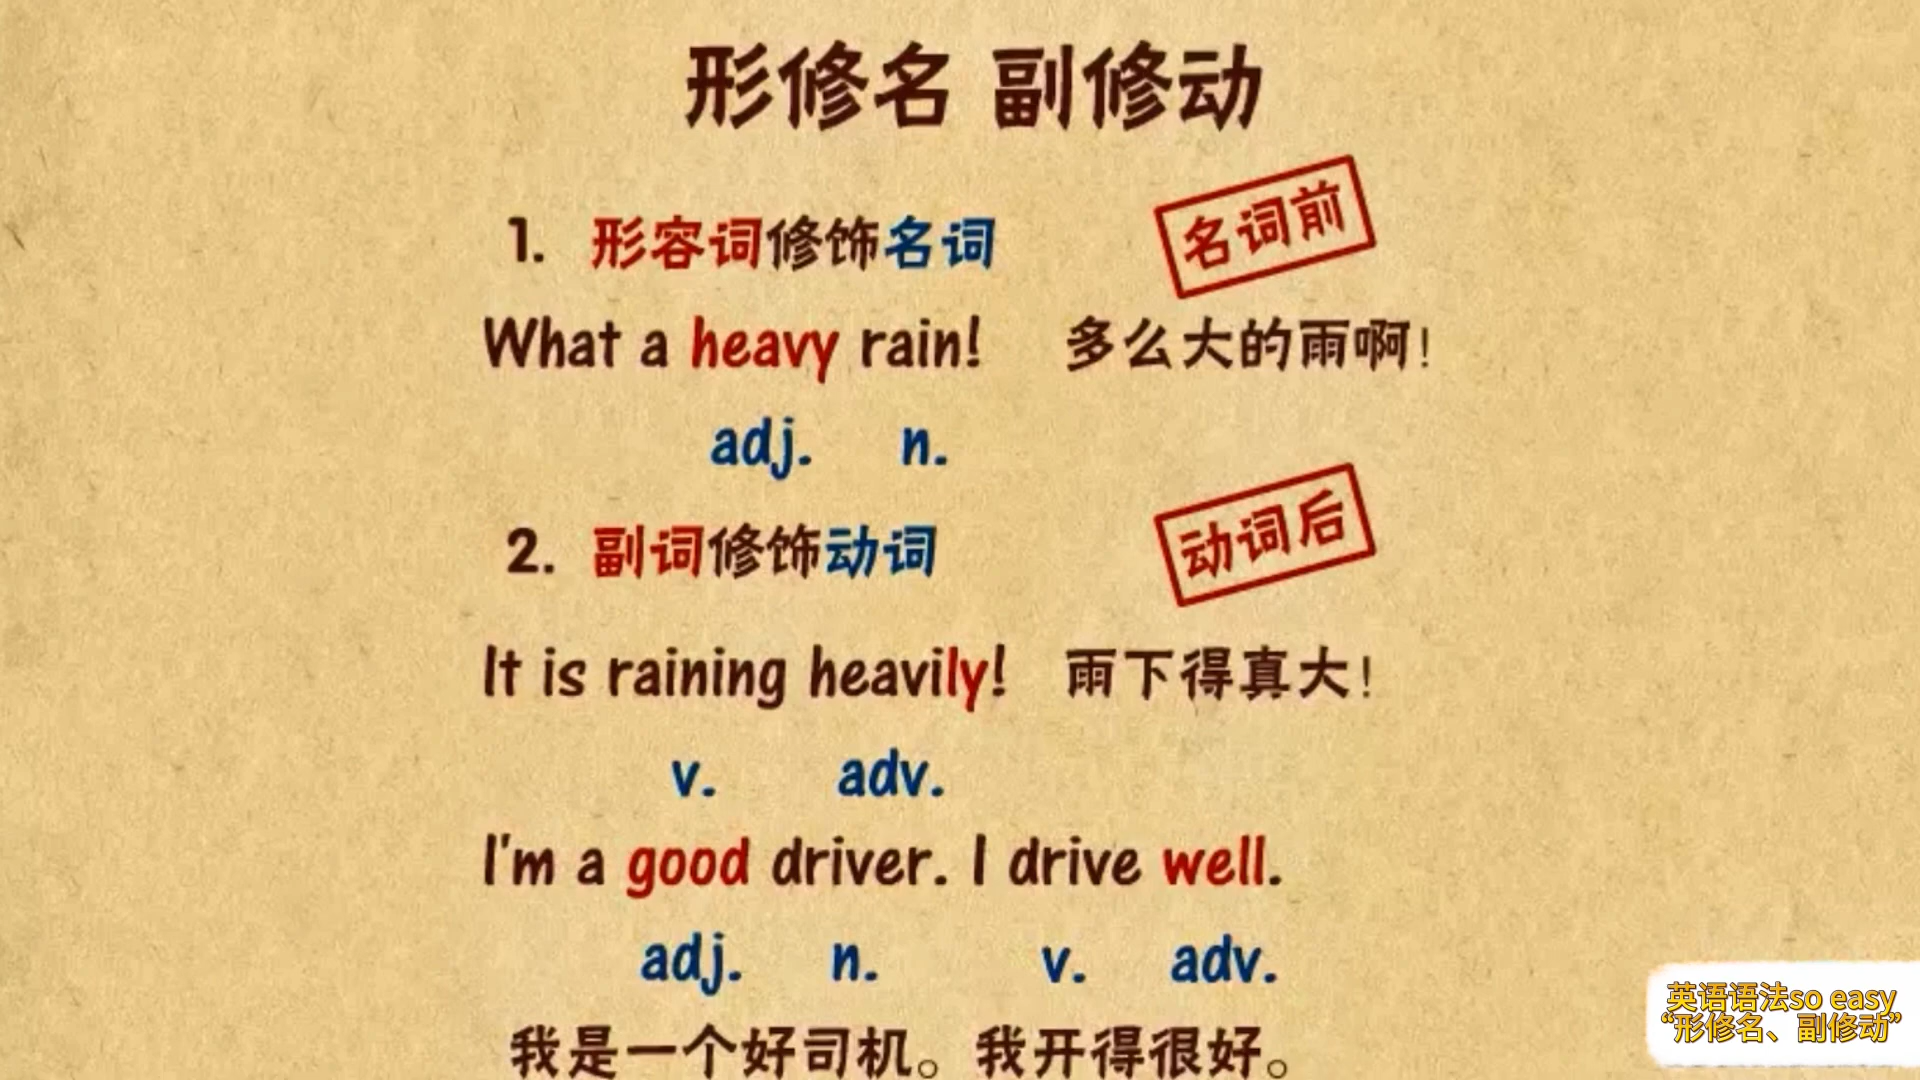 形修名 副修动
1. 形容词修饰名词 名词前
What a heavy rain! 多么大的雨啊!
adj. n.
2. 副词修饰动词 动词后
It is raining heavily! 雨下得真大!
v. adv.
I'm a good driver. I drive well.
adj. n. v. adv.
我是一个好司机。我开得很好。
英语语法so easy
“形修名、副修动”